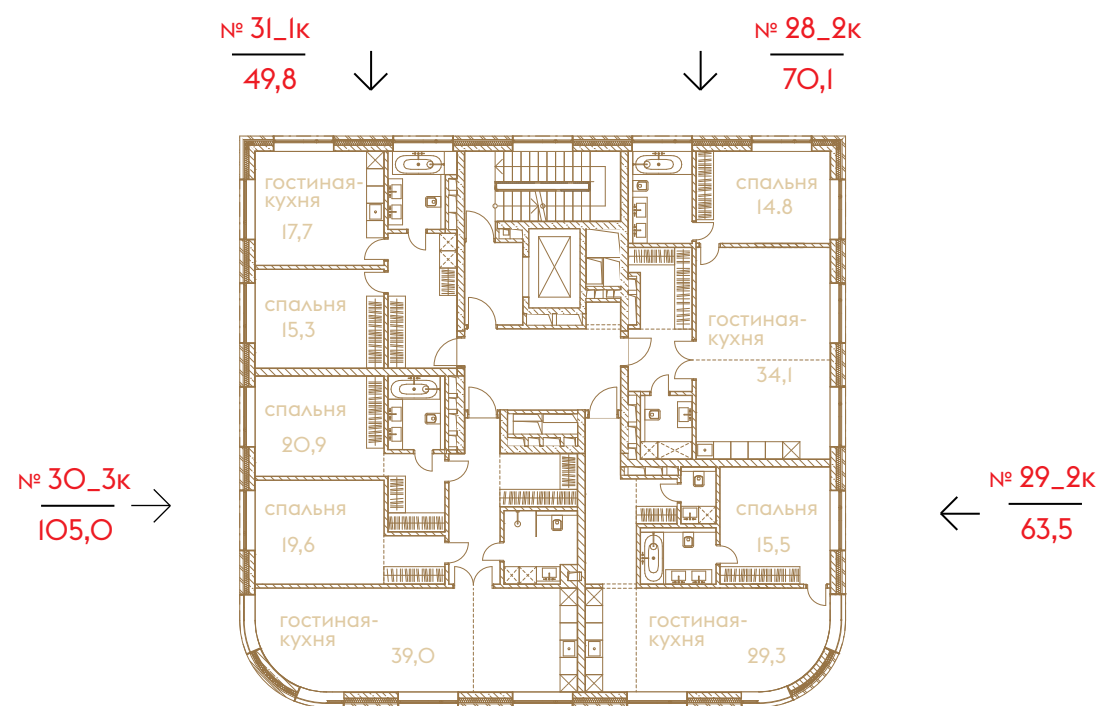 № 31_1к
49,8
№ 28_2к
70,1
гостиная-
кухня
17,7
спальня
14.8
спальня
15,3
гостиная-
кухня
34,1
спальня
20,9
№ 30_3к
105,0
№ 29_2к
63,5
спальня
19,6
спальня
15,5
гостиная-
кухня
39,0
гостиная-
кухня
29,3